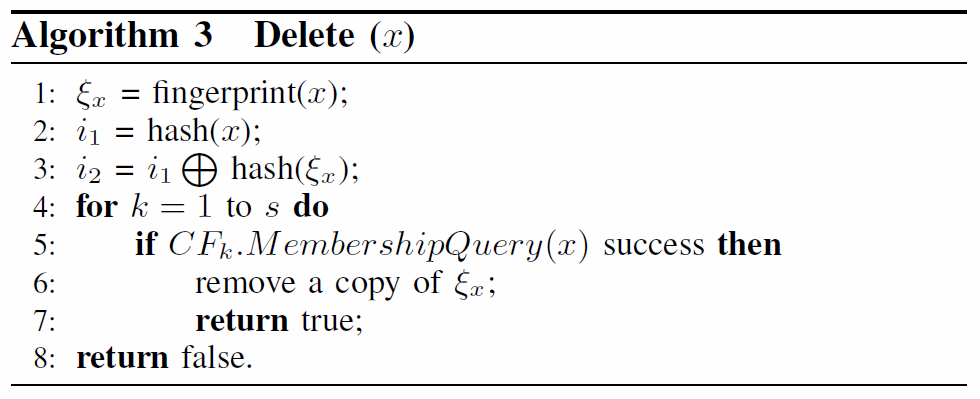 Algorithm 3 Delete (x)
1: ξₓ = fingerprint(x);
2: i₁ = hash(x);
3: i₂ = i₁ ⨁ hash(ξₓ);
4: for k = 1 to s do
5: if CFₖ.MembershipQuery(x) success then
6: remove a copy of ξₓ;
7: return true;
8: return false.